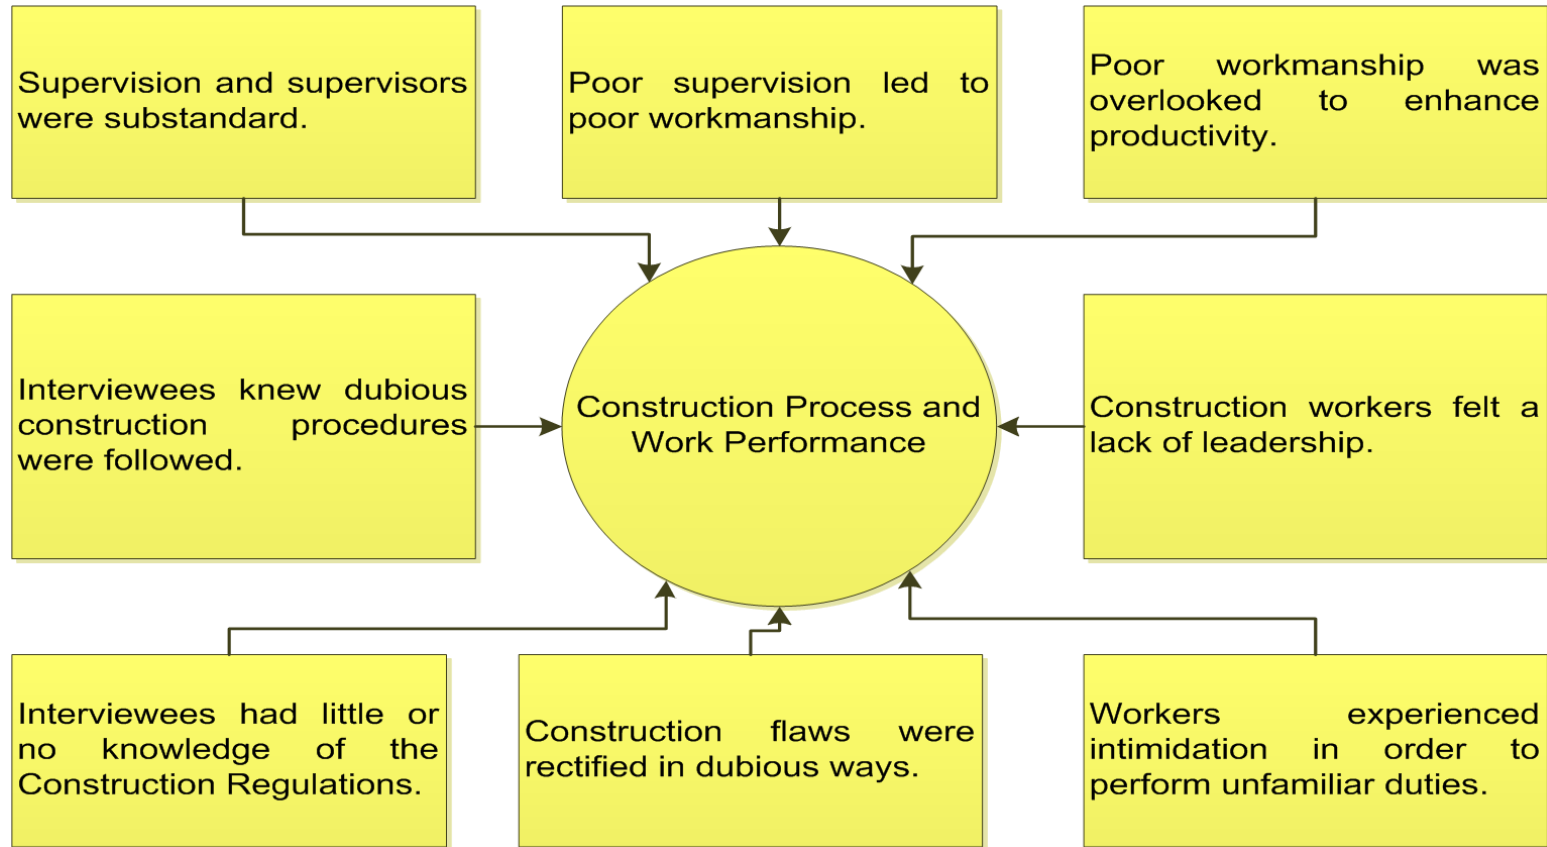 Supervision and supervisors
were substandard.
Poor supervision led to
poor workmanship.
Poor workmanship was
overlooked to enhance
productivity.
Interviewees knew dubious
construction procedures
were followed.
Construction Process and
Work Performance
Construction workers felt a
lack of leadership.
Interviewees had little or
no knowledge of the
Construction Regulations.
Construction flaws were
rectified in dubious ways.
Workers experienced
intimidation in order to
perform unfamiliar duties.